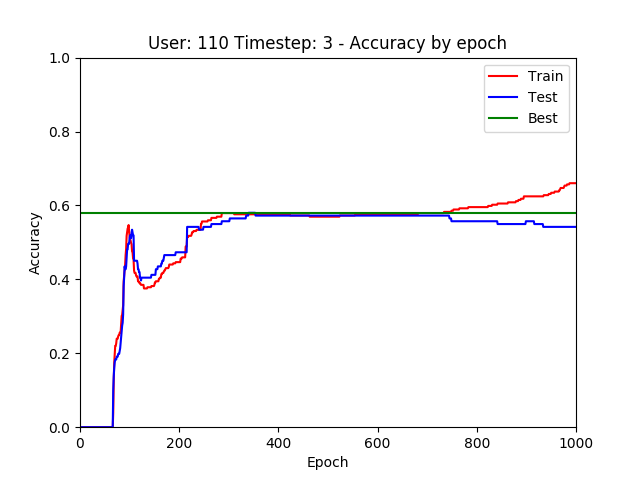 User: 110 Timestep: 3 - Accuracy by epoch
1.0
0.8
0.6
0.4
0.2
0.0
Accuracy
Train
Test
Best
0 200 400 600 800 1000
Epoch